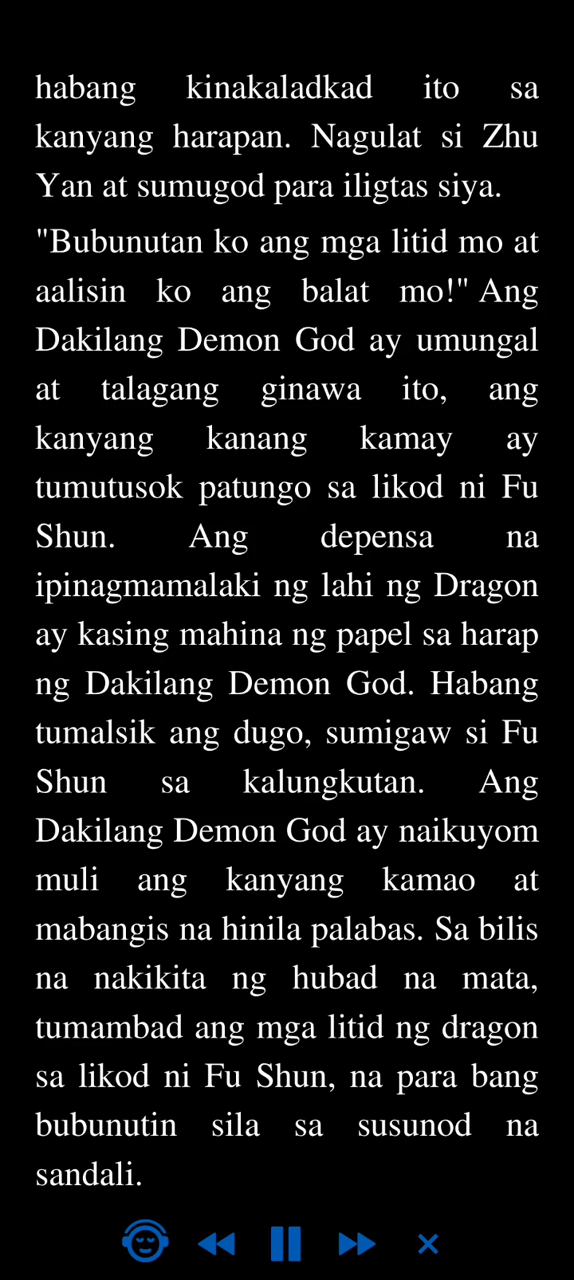 habang kinakaladkad ito sa
kanyang harapan. Nagulat si Zhu
Yan at sumugod para iligtas siya.
"Bubunutan ko ang mga litid mo at
aalisin ko ang balat mo!" Ang
Dakilang Demon God ay umungal
at talagang ginawa ito, ang
kanyang kanang kamay ay
tumutusok patungo sa likod ni Fu
Shun. Ang depensa na
ipinagmamalaki ng lahi ng Dragon
ay kasing mahina ng papel sa harap
ng Dakilang Demon God. Habang
tumalsik ang dugo, sumigaw si Fu
Shun sa kalungkutan. Ang
Dakilang Demon God ay naikuyom
muli ang kanyang kamao at
mabangis na hinila palabas. Sa bilis
na nakikita ng hubad na mata,
tumambad ang mga litid ng dragon
sa likod ni Fu Shun, na para bang
bubunutin sila sa susunod na
sandali.